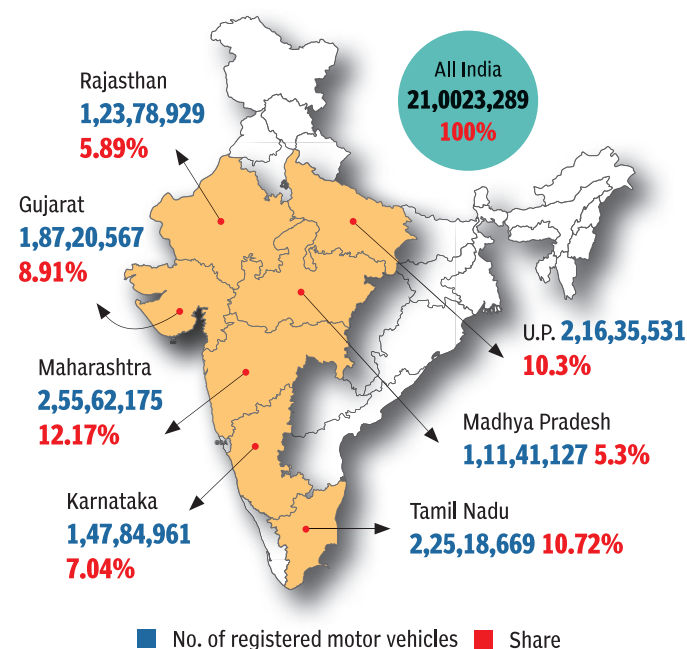 All India
21,0023,289
100%
Rajasthan
1,23,78,929
5.89%
Gujarat
1,87,20,567
8.91%
Maharashtra
2,55,62,175
12.17%
Karnataka
1,47,84,961
7.04%
U.P. 2,16,35,531
10.3%
Madhya Pradesh
1,11,41,127 5.3%
Tamil Nadu
2,25,18,669 10.72%
No. of registered motor vehicles Share